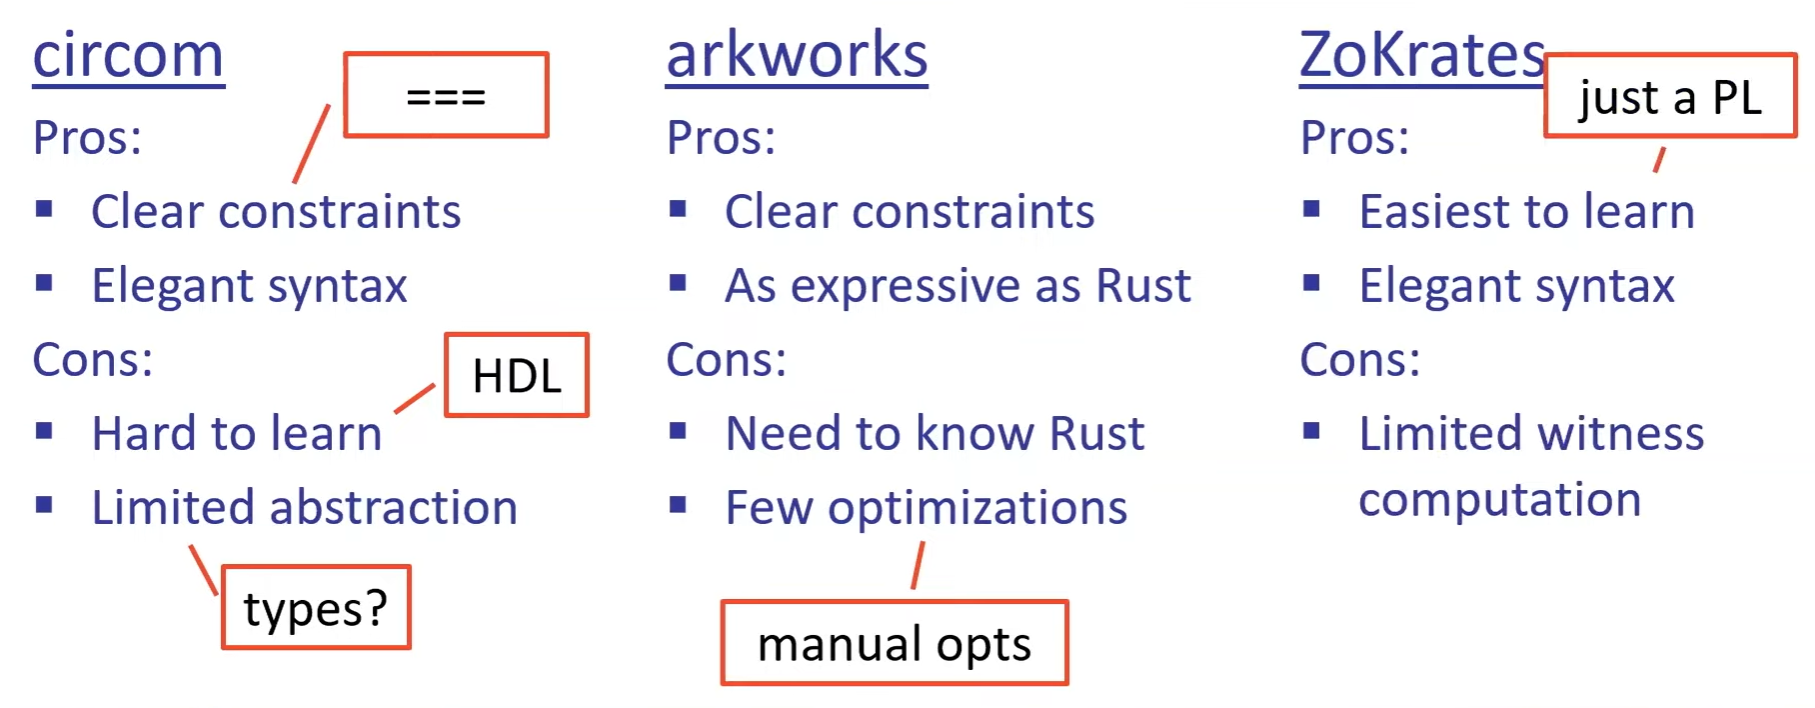 circom
===
Pros:
▪ Clear constraints
▪ Elegant syntax
Cons:
HDL
▪ Hard to learn
▪ Limited abstraction
types?
arkworks
Pros:
▪ Clear constraints
▪ As expressive as Rust
Cons:
▪ Need to know Rust
▪ Few optimizations
manual opts
ZoKrates
just a PL
Pros:
▪ Easiest to learn
▪ Elegant syntax
Cons:
▪ Limited witness
computation